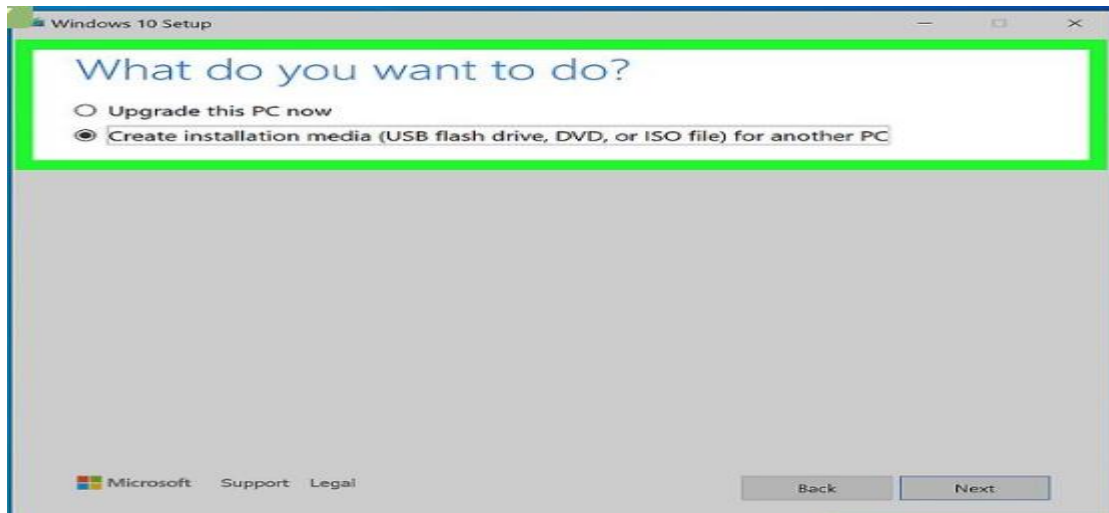 Windows 10 Setup
What do you want to do?
Upgrade this PC now
Create installation media (USB flash drive, DVD, or ISO file) for another PC
Microsoft Support Legal
Back Next